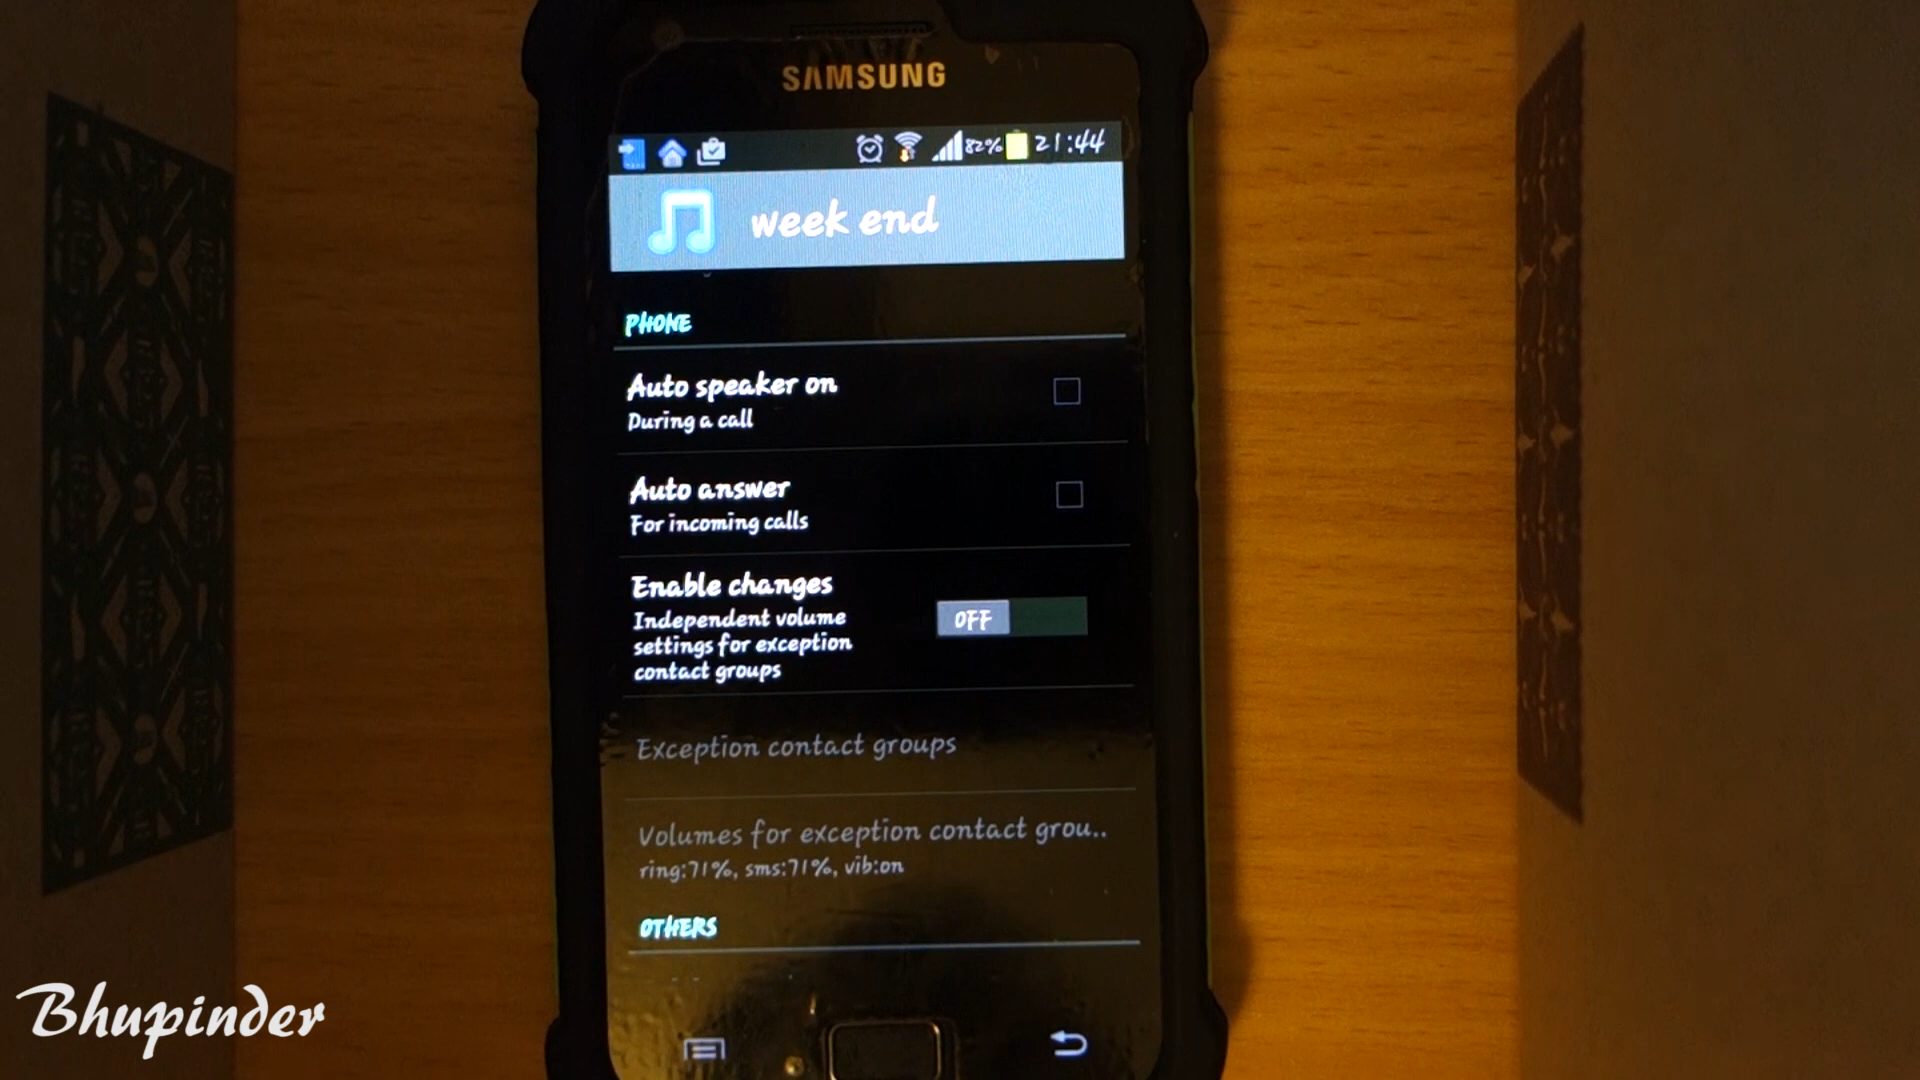 SAMSUNG
82% 21:44
week end
PHONE
Auto speaker on
During a call
Auto answer
For incoming calls
Enable changes
Independent volume
settings for exception
contact groups
OFF
Exception contact groups
Volumes for exception contact grou..
ring:71%, sms:71%, vib:on
OTHERS
Bhupinder